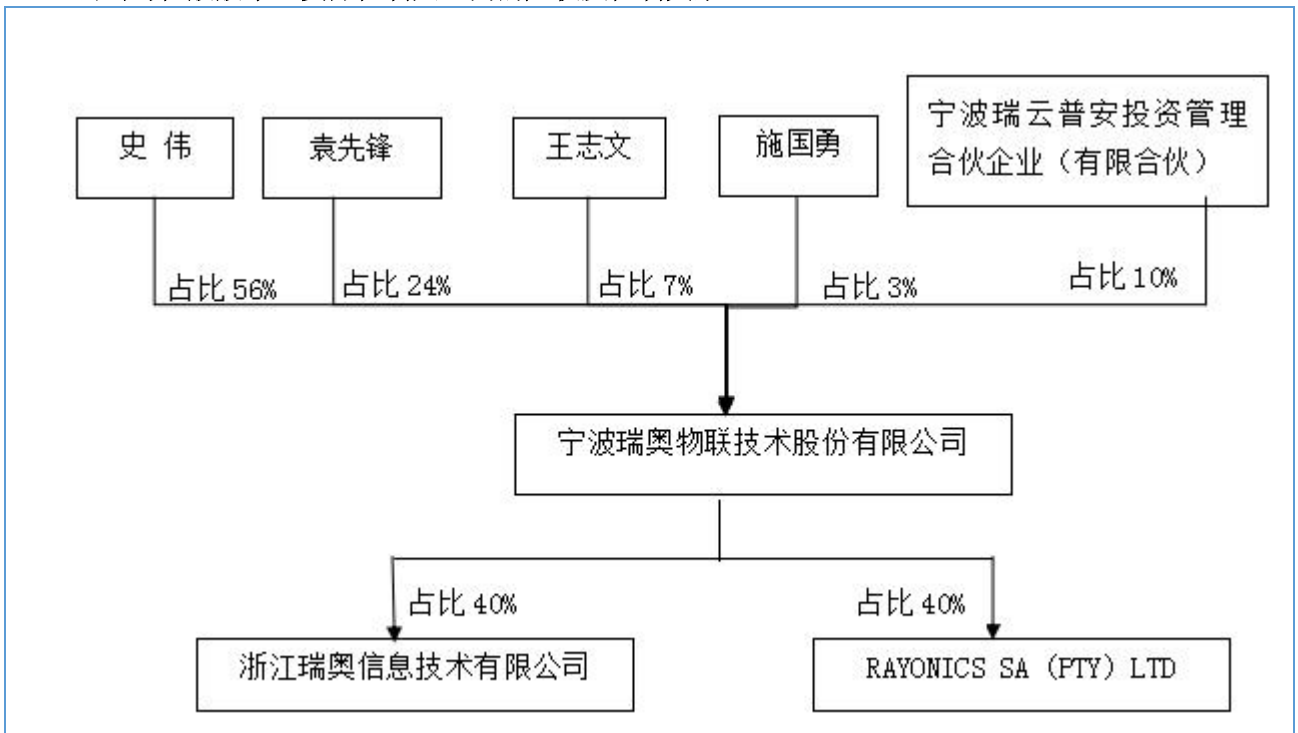 史 伟
袁先锋
王志文
施国勇
宁波瑞云普安投资管理
合伙企业（有限合伙）
占比 56%
占比 24%
占比 7%
占比 3%
占比 10%
宁波瑞奥物联技术股份有限公司
占比 40%
占比 40%
浙江瑞奥信息技术有限公司
RAYONICS SA (PTY) LTD